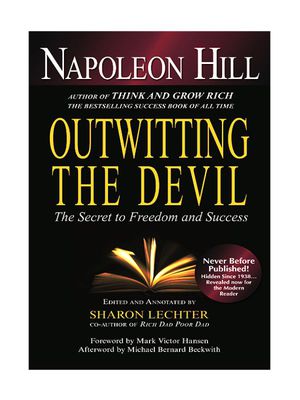 NAPOLEON HILL
AUTHOR OF THINK AND GROW RICH
THE BESTSELLING SUCCESS BOOK OF ALL TIME
OUTWITTING
THE DEVIL
The Secret to Freedom and Success
Never Before
Published!
Hidden Since 1938...
Revealed now for
the Modern
Reader
EDITED AND ANNOTATED BY
SHARON LECHTER
CO-AUTHOR OF RICH DAD POOR DAD
Foreword by Mark Victor Hansen
Afterword by Michael Bernard Beckwith